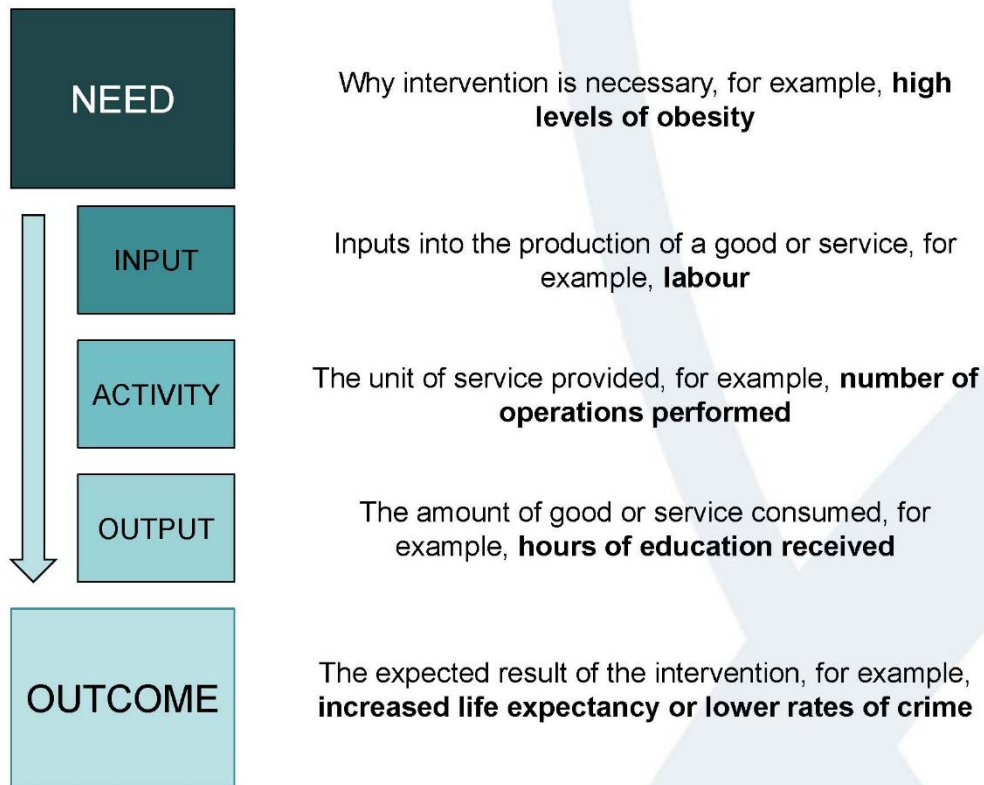 NEED
Why intervention is necessary, for example, high
levels of obesity
INPUT
Inputs into the production of a good or service, for
example, labour
ACTIVITY
The unit of service provided, for example, number of
operations performed
OUTPUT
The amount of good or service consumed, for
example, hours of education received
OUTCOME
The expected result of the intervention, for example,
increased life expectancy or lower rates of crime